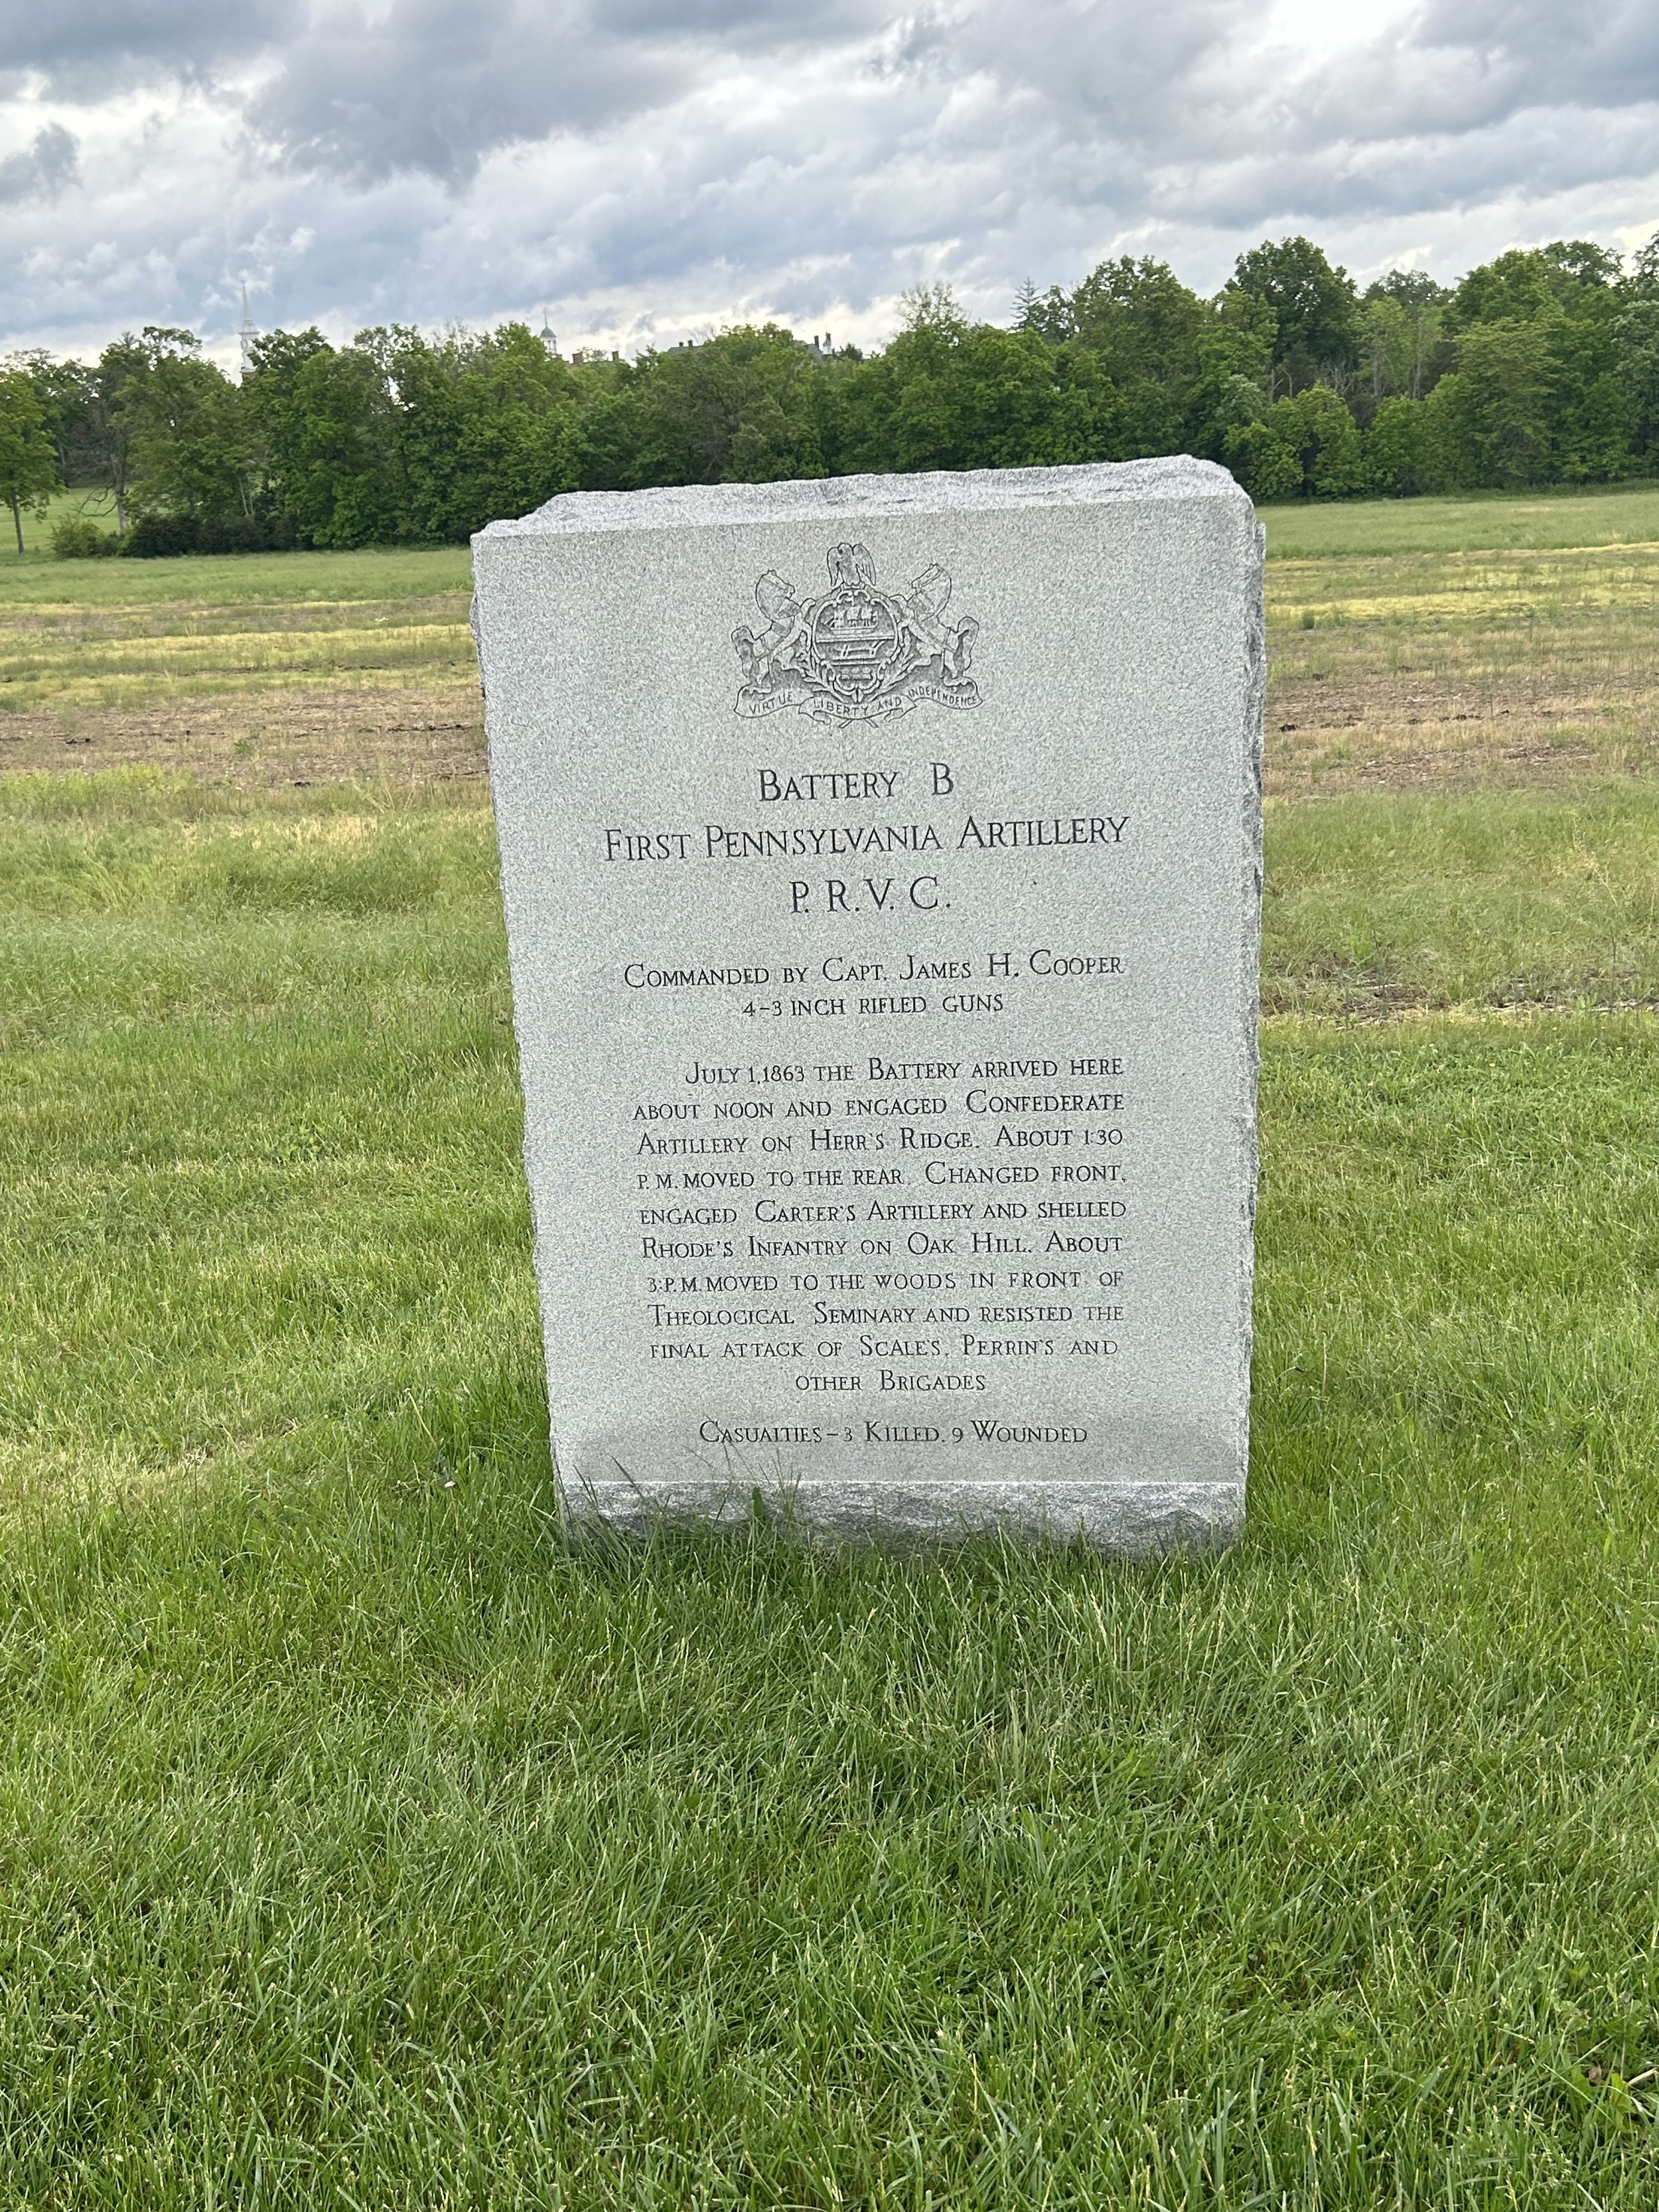 VIRTUE LIBERTY AND INDEPENDENCE
BATTERY B
FIRST PENNSYLVANIA ARTILLERY
P. R. V. C.
COMMANDED BY CAPT. JAMES H. COOPER
4-3 INCH RIFLED GUNS
JULY 1, 1863 THE BATTERY ARRIVED HERE
ABOUT NOON AND ENGAGED CONFEDERATE
ARTILLERY ON HERR'S RIDGE. ABOUT 1:30
P. M. MOVED TO THE REAR. CHANGED FRONT,
ENGAGED CARTER'S ARTILLERY AND SHELLED
RHODE'S INFANTRY ON OAK HILL. ABOUT
3:P.M. MOVED TO THE WOODS IN FRONT OF
THEOLOGICAL SEMINARY AND RESISTED THE
FINAL ATTACK OF SCALE'S, PERRIN'S AND
OTHER BRIGADES
CASUALTIES - 3 KILLED. 9 WOUNDED